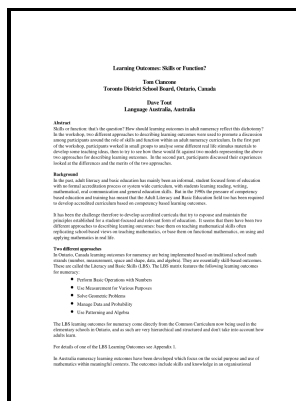 Learning Outcomes: Skills or Function?
Tom Ciancone
Toronto District School Board, Ontario, Canada
Dave Tout
Language Australia, Australia
Abstract
Skills or function: that's the question? How should learning outcomes in adult numeracy reflect this dichotomy?
In the workshop, two different approaches to describing learning outcomes were used to promote a discussion
among participants around the role of skills and function within an adult numeracy curriculum. In the first part
of the workshop, participants worked in small groups to analyse some different real life stimulus materials to
develop some teaching ideas, then to try to see how these would fit against two models representing the above
two approaches for describing learning outcomes. In the second part, participants discussed their experiences
looked at the differences and the merits of the two approaches.
Background
In the past, adult literacy and basic education has mainly been an informal, student focused form of education
with no formal accreditation process or system wide curriculum, with students learning reading, writing,
mathematical, oral communication and general education skills. But in the 1990s the pressure of competency
based education and training has meant that the Adult Literacy and Basic Education field too has been required
to develop accredited curriculum based on competency based learning outcomes.
It has been the challenge therefore to develop accredited curricula that try to espouse and maintain the
principles established for a student focused and relevant form of education. It seems that there have been two
different approaches to describing learning outcomes: base them on teaching mathematical skills often
replicating school-based views on teaching mathematics, or base them on functional mathematics, on using and
applying mathematics in real life.
Two different approaches
In Ontario, Canada learning outcomes for numeracy are being implemented based on traditional school math
strands (number, measurement, space and shape, data, and algebra). They are essentially skill-based outcomes.
These are called the Literacy and Basic Skills (LBS). The LBS matrix features the following learning outcomes
for numeracy:
• Perform Basic Operations with Numbers
• Use Measurement for Various Purposes
• Solve Geometric Problems
• Manage Data and Probability
• Use Patterning and Algebra
The LBS learning outcomes for numeracy come directly from the Common Curriculum now being used in the
elementary schools in Ontario, and as such are very hierarchical and structured and don't take into account how
adults learn.
For details of one of the LBS Learning Outcomes see Appendix 1.
In Australia numeracy learning outcomes have been developed which focus on the social purpose and use of
mathematics within meaningful contexts. The outcomes include skills and knowledge in an organisational